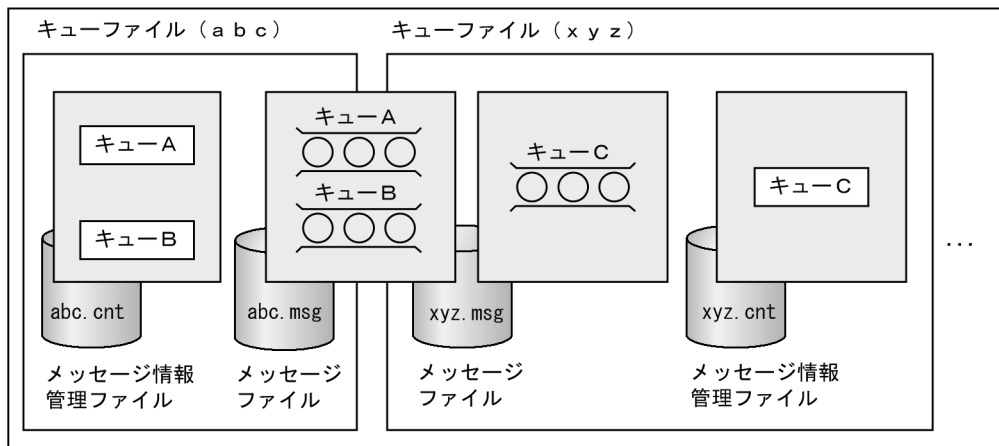 キューファイル（ａｂｃ）
キューA
キューB
キューA
キューB
abc.cnt
abc.msg
メッセージ情報
管理ファイル
メッセージ
ファイル
キューファイル（ｘｙｚ）
キューC
キューC
xyz.msg
xyz.cnt
メッセージ
ファイル
メッセージ情報
管理ファイル
...